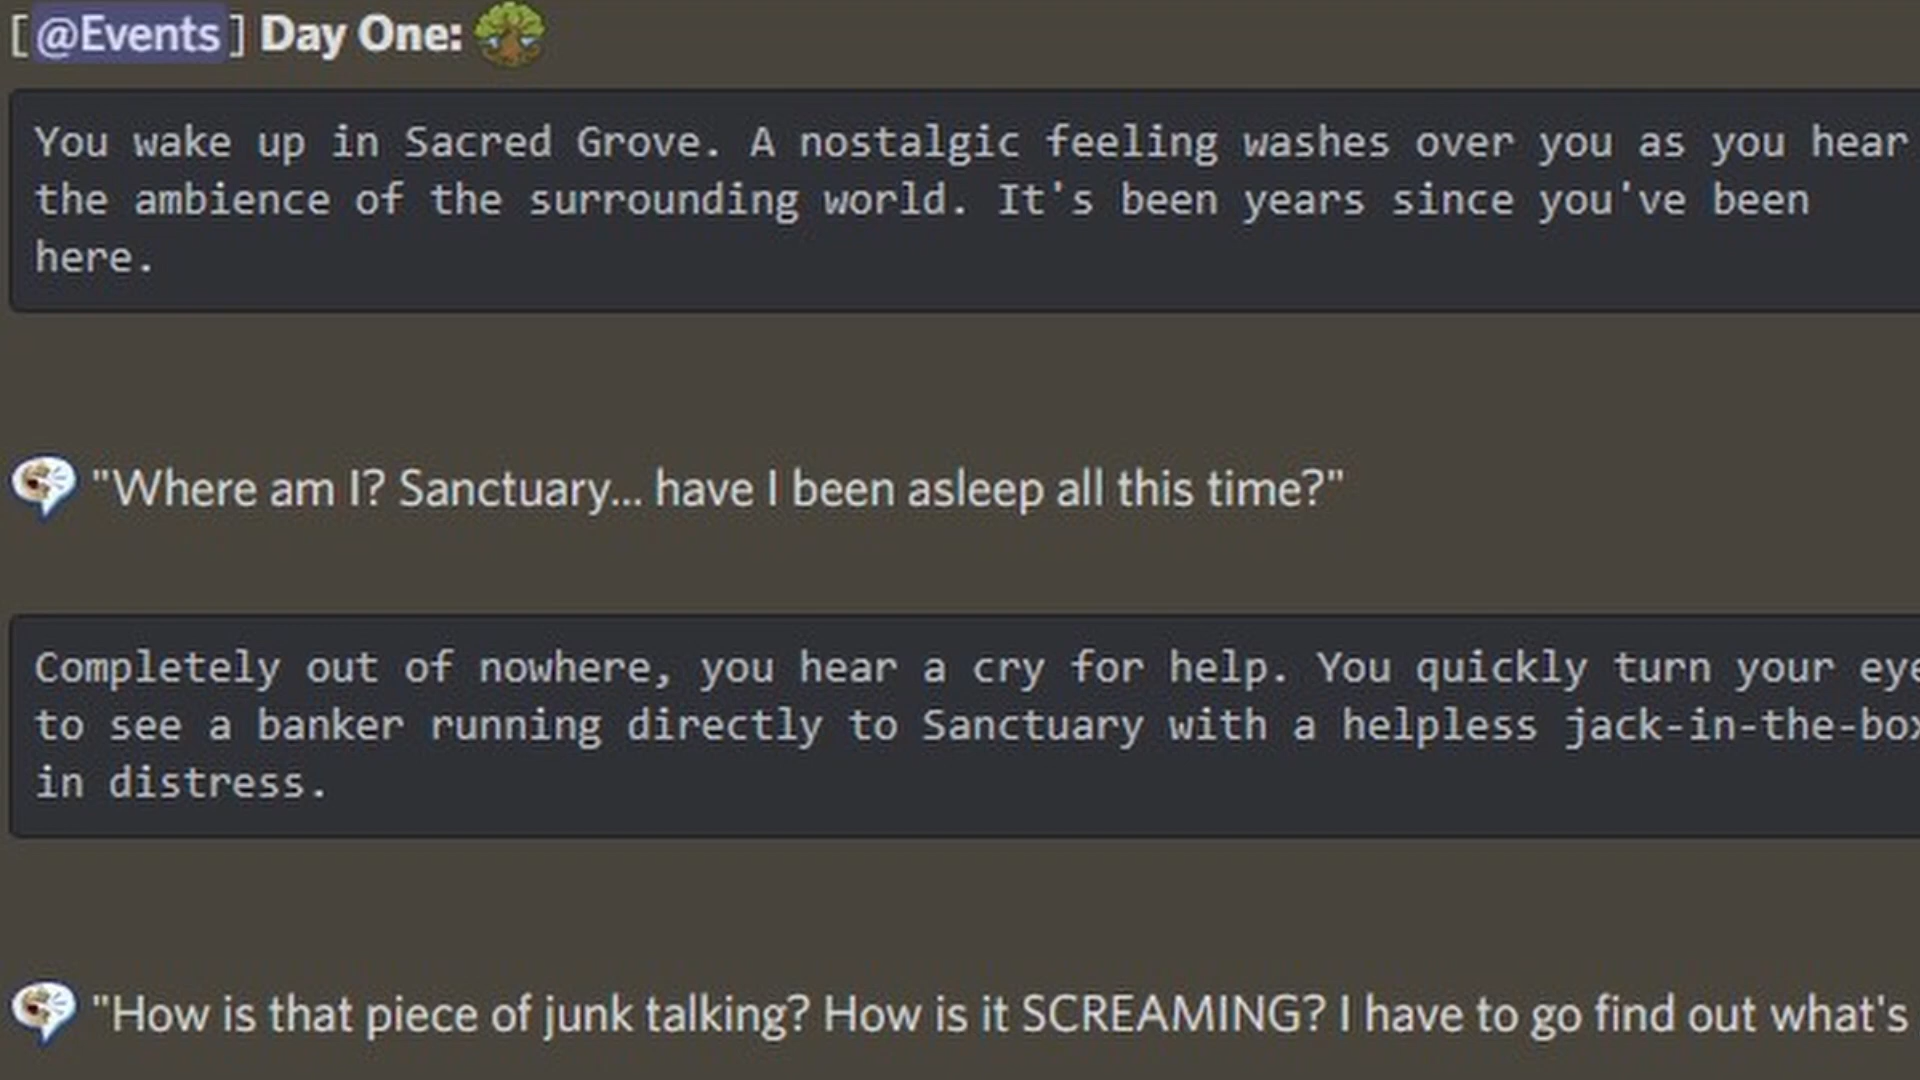 [@Events] Day One:
You wake up in Sacred Grove. A nostalgic feeling washes over you as you hear
the ambience of the surrounding world. It's been years since you've been
here.
"Where am I? Sanctuary... have I been asleep all this time?"
Completely out of nowhere, you hear a cry for help. You quickly turn your eye
to see a banker running directly to Sanctuary with a helpless jack-in-the-box
in distress.
"How is that piece of junk talking? How is it SCREAMING? I have to go find out what's